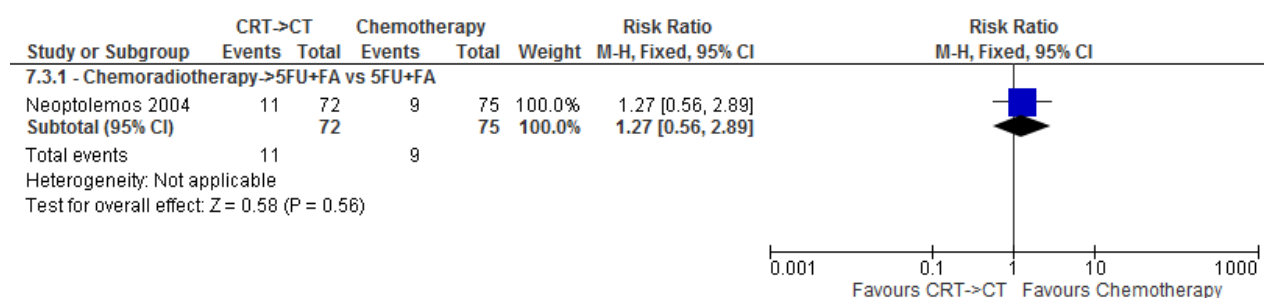 CRT->CT Chemotherapy Risk Ratio Risk Ratio
Study or Subgroup Events Total Events Total Weight M-H, Fixed, 95% CI M-H, Fixed, 95% CI
7.3.1 - Chemoradiotherapy->5FU+FA vs 5FU+FA
Neoptolemos 2004 11 72 9 75 100.0% 1.27 [0.56, 2.89]
Subtotal (95% CI) 72 75 100.0% 1.27 [0.56, 2.89]
Total events 11 9
Heterogeneity: Not applicable
Test for overall effect: Z = 0.58 (P = 0.56)
0.001 0.1 1 10 1000
Favours CRT->CT Favours Chemotherapy